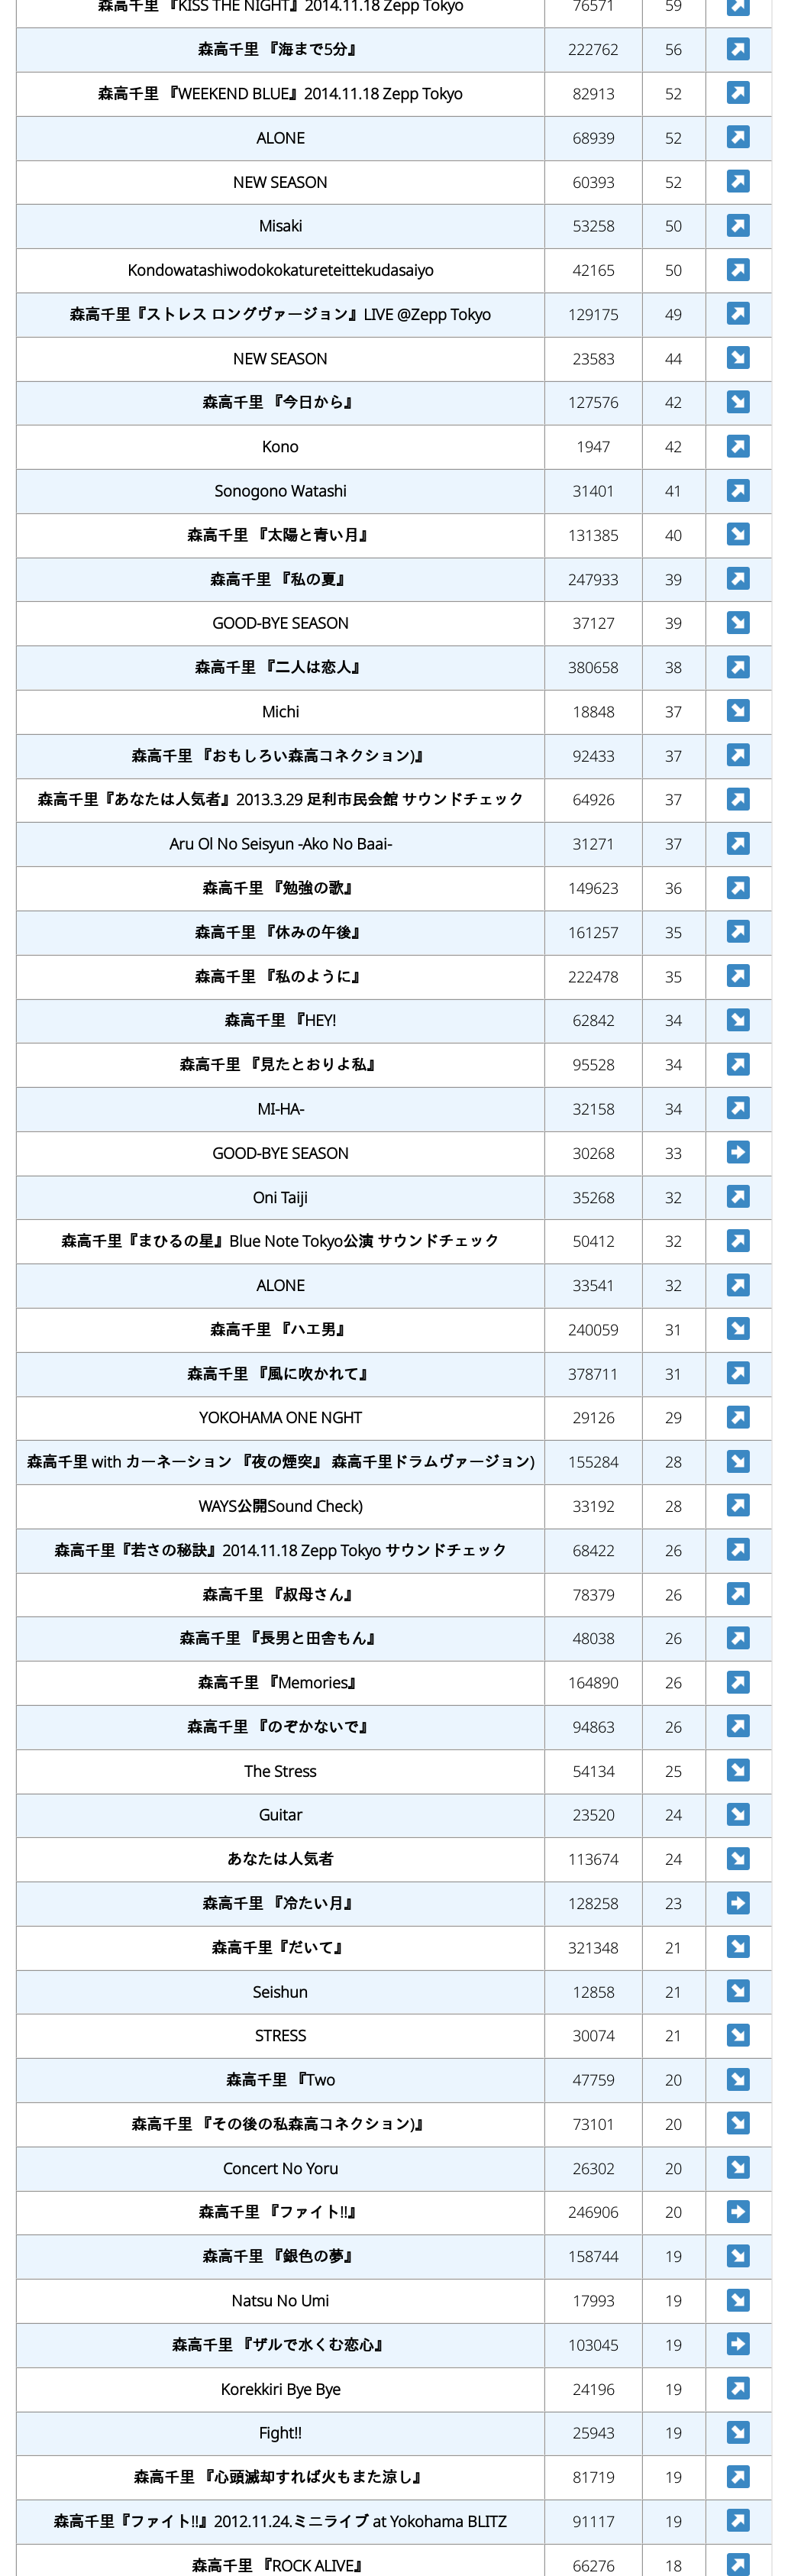 森高千里 『KISS THE NIGHT』2014.11.18 Zepp Tokyo 76571 59
森高千里 『海まで5分』 222762 56
森高千里 『WEEKEND BLUE』2014.11.18 Zepp Tokyo 82913 52
ALONE 68939 52
NEW SEASON 60393 52
Misaki 53258 50
Kondowatashiwodokokatureteittekudasaiyo 42165 50
森高千里『ストレス ロングヴァージョン』LIVE @Zepp Tokyo 129175 49
NEW SEASON 23583 44
森高千里 『今日から』 127576 42
Kono 1947 42
Sonogono Watashi 31401 41
森高千里 『太陽と青い月』 131385 40
森高千里 『私の夏』 247933 39
GOOD-BYE SEASON 37127 39
森高千里 『二人は恋人』 380658 38
Michi 18848 37
森高千里 『おもしろい森高コネクション)』 92433 37
森高千里『あなたは人気者』2013.3.29 足利市民会館 サウンドチェック 64926 37
Aru Ol No Seisyun -Ako No Baai- 31271 37
森高千里 『勉強の歌』 149623 36
森高千里 『休みの午後』 161257 35
森高千里 『私のように』 222478 35
森高千里 『HEY! 62842 34
森高千里 『見たとおりよ私』 95528 34
MI-HA- 32158 34
GOOD-BYE SEASON 30268 33
Oni Taiji 35268 32
森高千里『まひるの星』Blue Note Tokyo公演 サウンドチェック 50412 32
ALONE 33541 32
森高千里 『ハエ男』 240059 31
森高千里 『風に吹かれて』 378711 31
YOKOHAMA ONE NGHT 29126 29
森高千里 with カーネーション 『夜の煙突』 森高千里ドラムヴァージョン) 155284 28
WAYS公開Sound Check) 33192 28
森高千里『若さの秘訣』2014.11.18 Zepp Tokyo サウンドチェック 68422 26
森高千里 『叔母さん』 78379 26
森高千里 『長男と田舎もん』 48038 26
森高千里 『Memories』 164890 26
森高千里 『のぞかないで』 94863 26
The Stress 54134 25
Guitar 23520 24
あなたは人気者 113674 24
森高千里 『冷たい月』 128258 23
森高千里『だいて』 321348 21
Seishun 12858 21
STRESS 30074 21
森高千里 『Two 47759 20
森高千里 『その後の私森高コネクション)』 73101 20
Concert No Yoru 26302 20
森高千里 『ファイト!!』 246906 20
森高千里 『銀色の夢』 158744 19
Natsu No Umi 17993 19
森高千里 『ザルで水くむ恋心』 103045 19
Korekkiri Bye Bye 24196 19
Fight!! 25943 19
森高千里 『心頭滅却すれば火もまた涼し』 81719 19
森高千里『ファイト!!』2012.11.24.ミニライブ at Yokohama BLITZ 91117 19
森高千里 『ROCK ALIVE』 66276 18